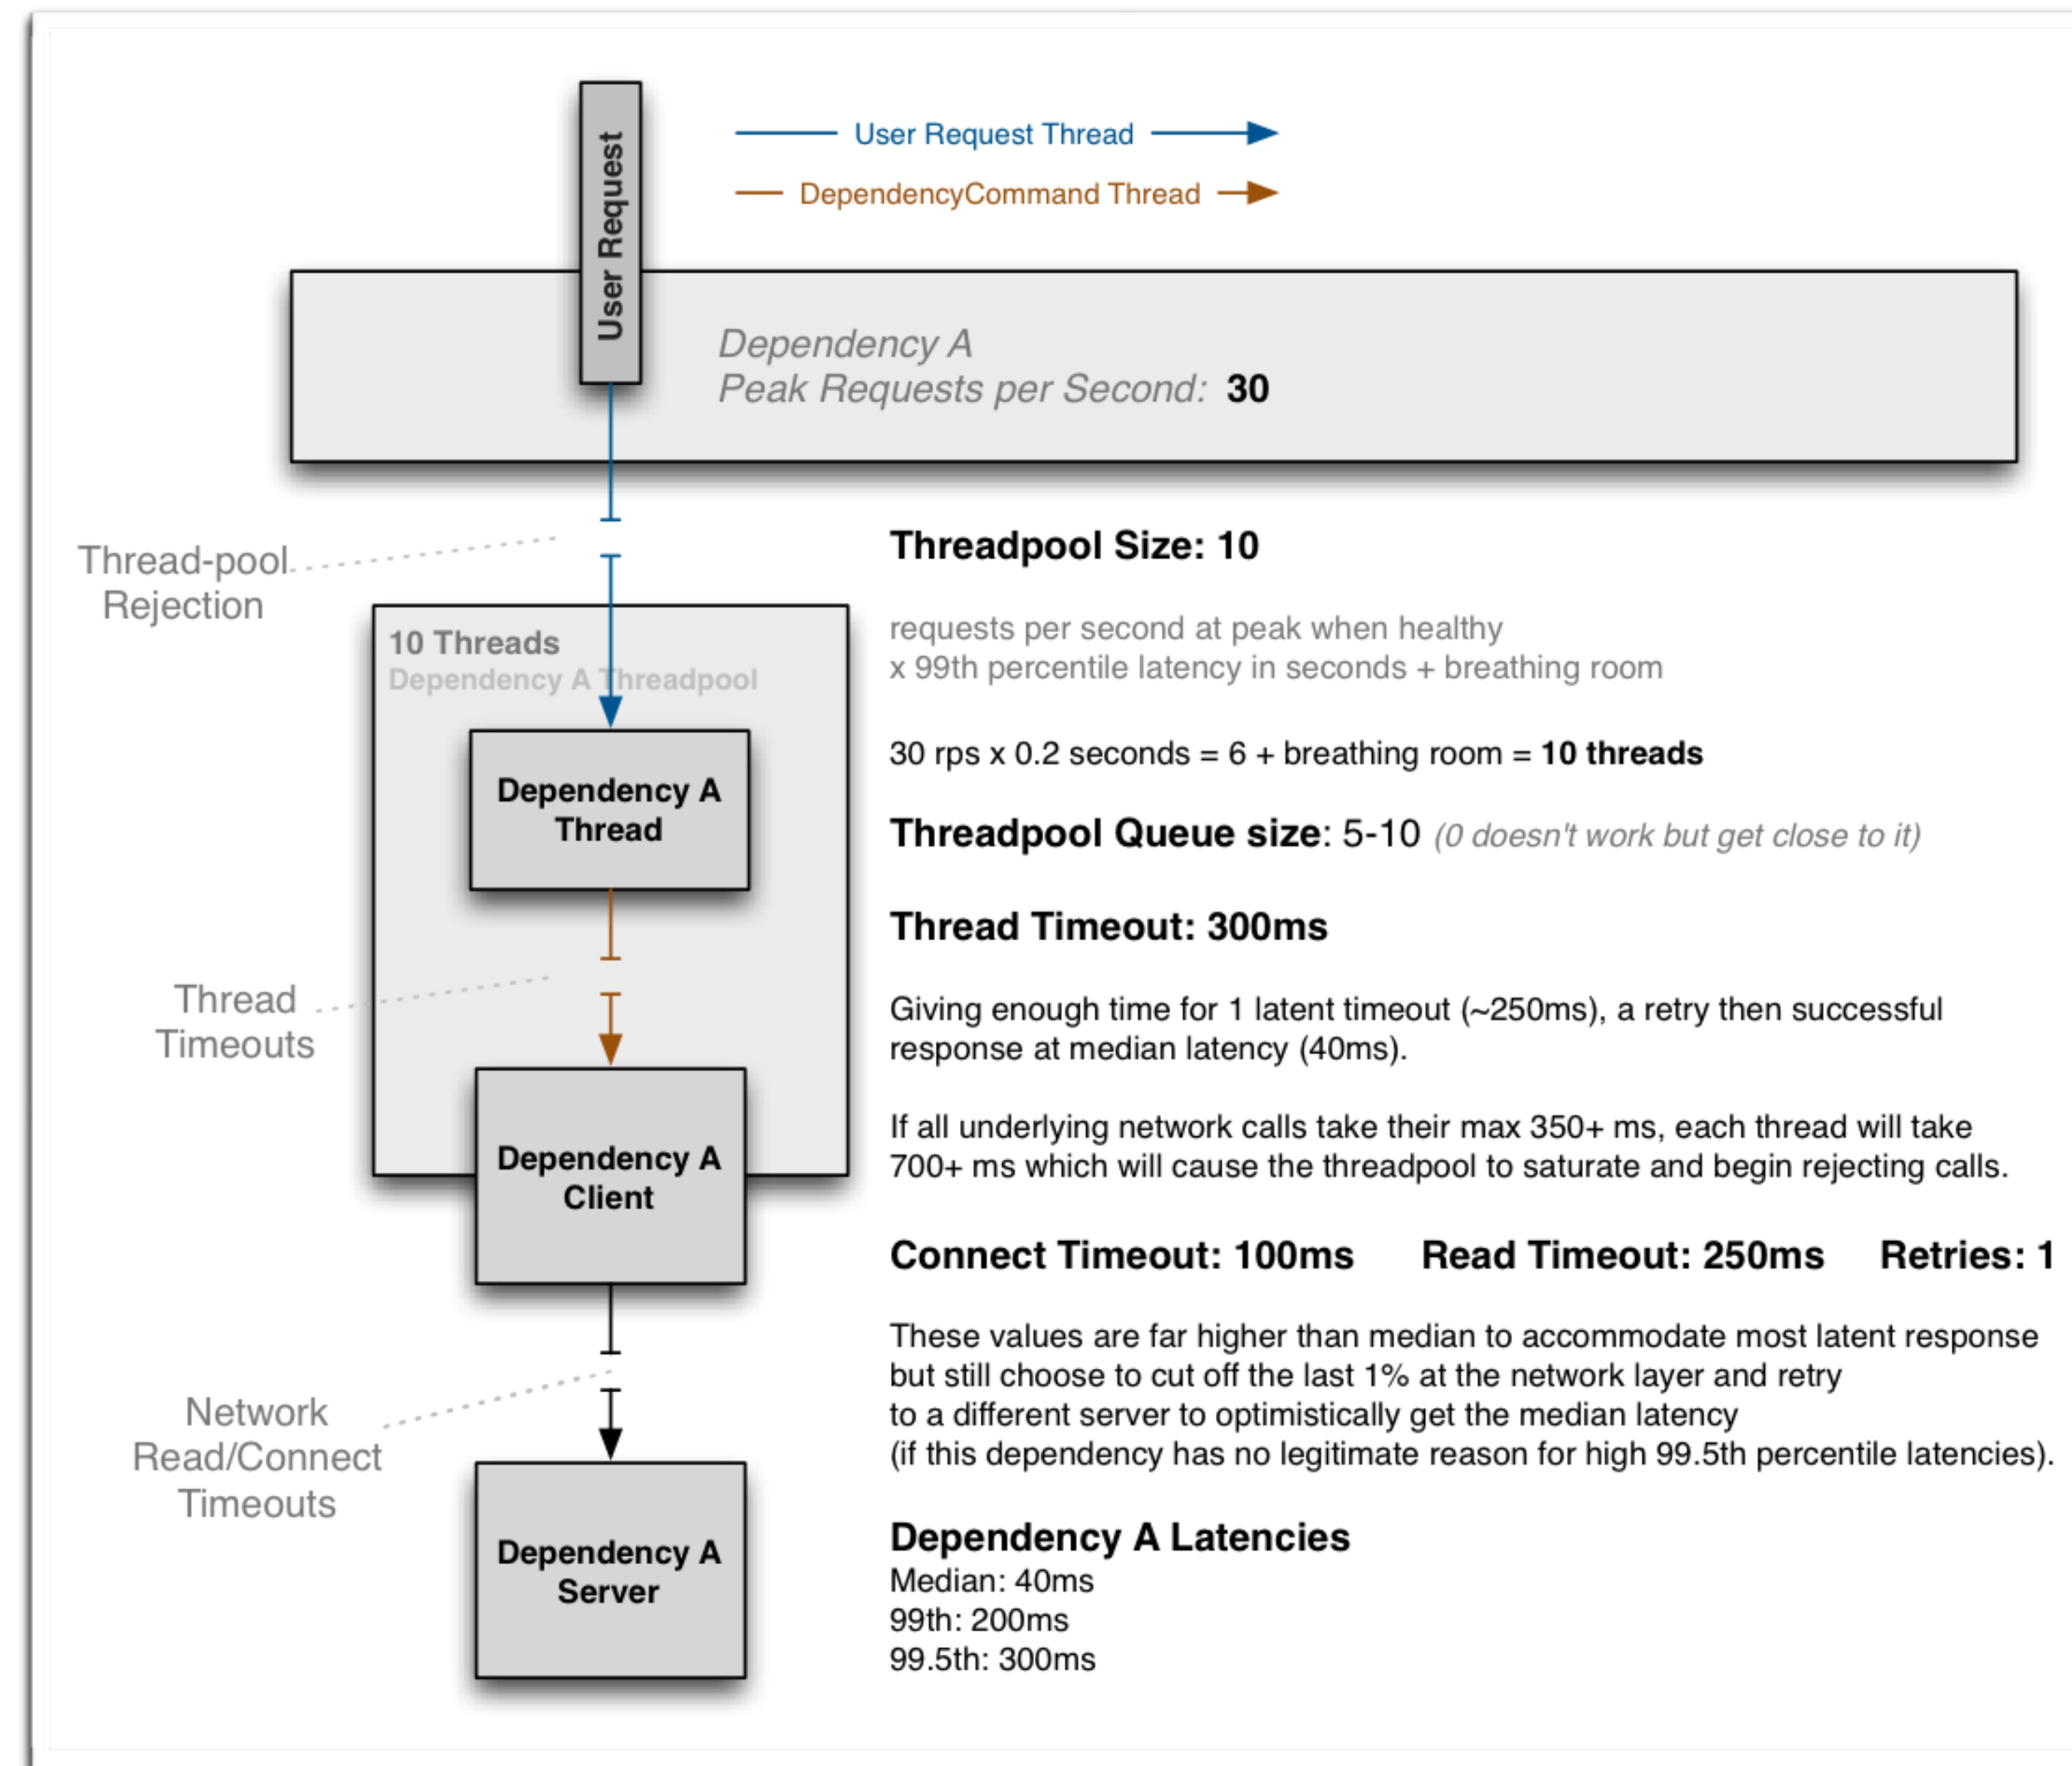 User Request
User Request Thread
DependencyCommand Thread
Dependency A
Peak Requests per Second: 30
Thread-pool
Rejection
10 Threads
Dependency A Threadpool
Dependency A
Thread
Thread
Timeouts
Dependency A
Client
Network
Read/Connect
Timeouts
Dependency A
Server
Threadpool Size: 10
requests per second at peak when healthy
x 99th percentile latency in seconds + breathing room
30 rps x 0.2 seconds = 6 + breathing room = 10 threads
Threadpool Queue size: 5-10 (0 doesn't work but get close to it)
Thread Timeout: 300ms
Giving enough time for 1 latent timeout (~250ms), a retry then successful
response at median latency (40ms).
If all underlying network calls take their max 350+ ms, each thread will take
700+ ms which will cause the threadpool to saturate and begin rejecting calls.
Connect Timeout: 100ms Read Timeout: 250ms Retries: 1
These values are far higher than median to accommodate most latent response
but still choose to cut off the last 1% at the network layer and retry
to a different server to optimistically get the median latency
(if this dependency has no legitimate reason for high 99.5th percentile latencies).
Dependency A Latencies
Median: 40ms
99th: 200ms
99.5th: 300ms